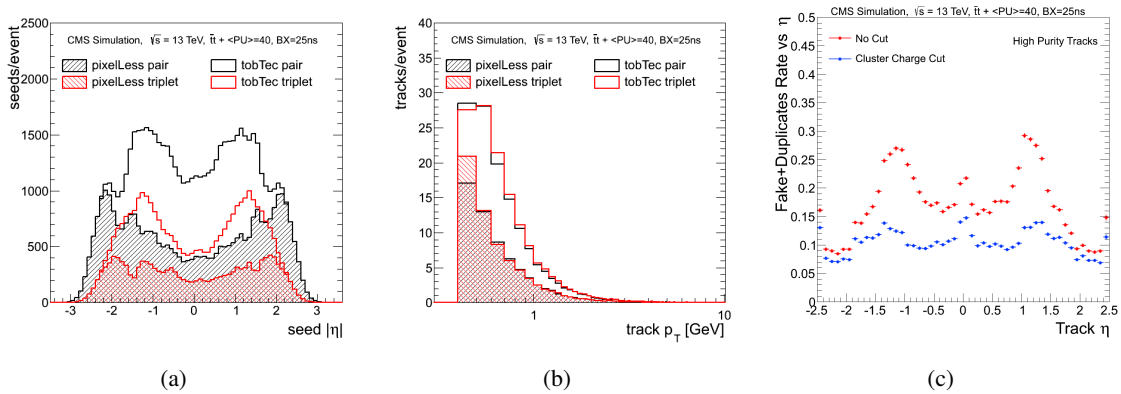 CMS Simulation, √s = 13 TeV, t̄t + <PU>=40, BX=25ns
pixelLess pair
tobTec pair
pixelLess triplet
tobTec triplet
seeds/event
2500
2000
1500
1000
500
0
-3 -2 -1 0 1 2 3
seed |η|
(a)
CMS Simulation, √s = 13 TeV, t̄t + <PU>=40, BX=25ns
pixelLess pair
tobTec pair
pixelLess triplet
tobTec triplet
tracks/event
40
35
30
25
20
15
10
5
0
1 10
track p_T [GeV]
(b)
CMS Simulation, √s = 13 TeV, t̄t + <PU>=40, BX=25ns
No Cut
Cluster Charge Cut
High Purity Tracks
Fake+Duplicates Rate vs η
0.5
0.45
0.4
0.35
0.3
0.25
0.2
0.15
0.1
0.05
0
-2.5 -2 -1.5 -1 -0.5 0 0.5 1 1.5 2 2.5
Track η
(c)